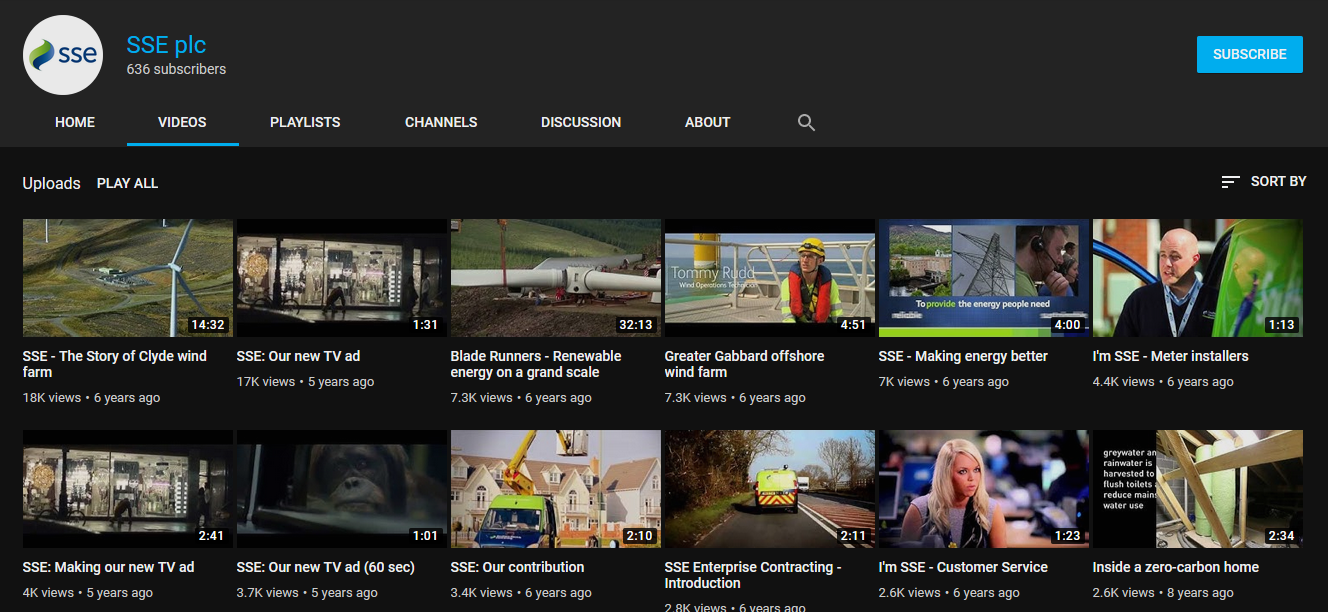 sse
SSE plc
636 subscribers
SUBSCRIBE
HOME VIDEOS PLAYLISTS CHANNELS DISCUSSION ABOUT
Uploads PLAY ALL SORT BY
14:32
1:31
32:13
Tommy Rudd
Wind Operations Technician
4:51
To provide the energy people need
reliable
4:00
1:13
SSE - The Story of Clyde wind
farm
18K views • 6 years ago
SSE: Our new TV ad
17K views • 5 years ago
Blade Runners - Renewable
energy on a grand scale
7.3K views • 6 years ago
Greater Gabbard offshore
wind farm
7.3K views • 6 years ago
SSE - Making energy better
7K views • 6 years ago
I'm SSE - Meter installers
4.4K views • 6 years ago
2:41
1:01
2:10
2:11
1:23
greywater an
rainwater is
harvested to
flush toilets
reduce mains
water use
2:34
SSE: Making our new TV ad
4K views • 5 years ago
SSE: Our new TV ad (60 sec)
3.7K views • 5 years ago
SSE: Our contribution
3.4K views • 6 years ago
SSE Enterprise Contracting -
Introduction
2.8K views • 6 years ago
I'm SSE - Customer Service
2.6K views • 6 years ago
Inside a zero-carbon home
2.6K views • 8 years ago